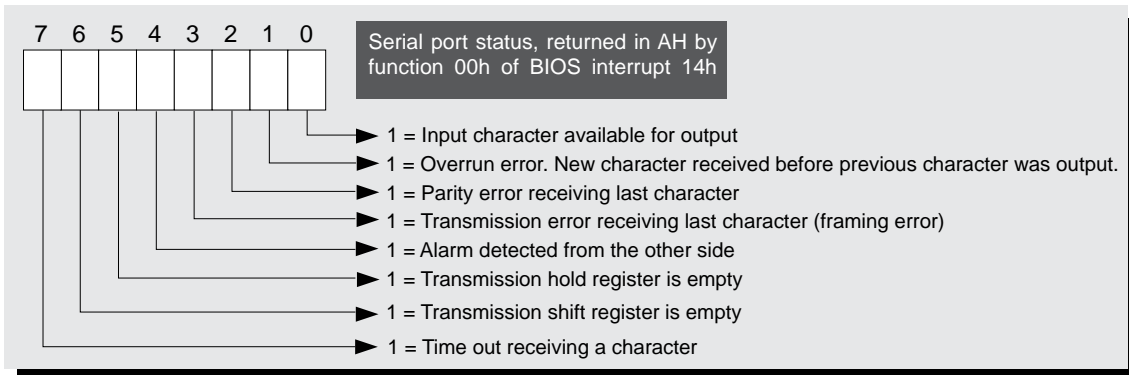 7 6 5 4 3 2 1 0
Serial port status, returned in AH by
function 00h of BIOS interrupt 14h
1 = Input character available for output
1 = Overrun error. New character received before previous character was output.
1 = Parity error receiving last character
1 = Transmission error receiving last character (framing error)
1 = Alarm detected from the other side
1 = Transmission hold register is empty
1 = Transmission shift register is empty
1 = Time out receiving a character